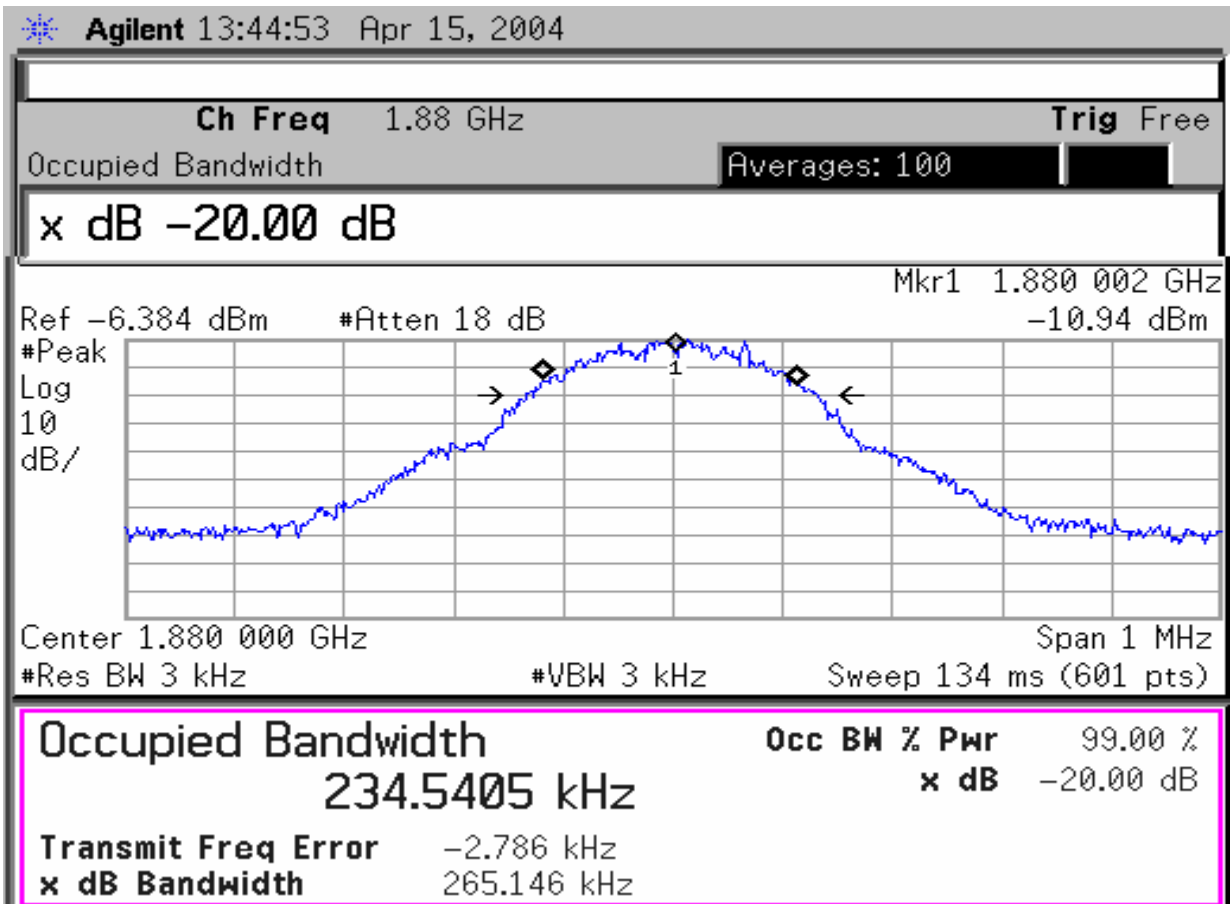 Agilent 13:44:53 Apr 15, 2004
Ch Freq 1.88 GHz Trig Free
Occupied Bandwidth Averages: 100
x dB -20.00 dB
Mkr1 1.880 002 GHz
Ref -6.384 dBm #Atten 18 dB -10.94 dBm
#Peak
Log
10
dB/
1
Center 1.880 000 GHz Span 1 MHz
#Res BW 3 kHz #VBW 3 kHz Sweep 134 ms (601 pts)
Occupied Bandwidth Occ BW % Pwr 99.00 %
234.5405 kHz x dB -20.00 dB
Transmit Freq Error -2.786 kHz
x dB Bandwidth 265.146 kHz